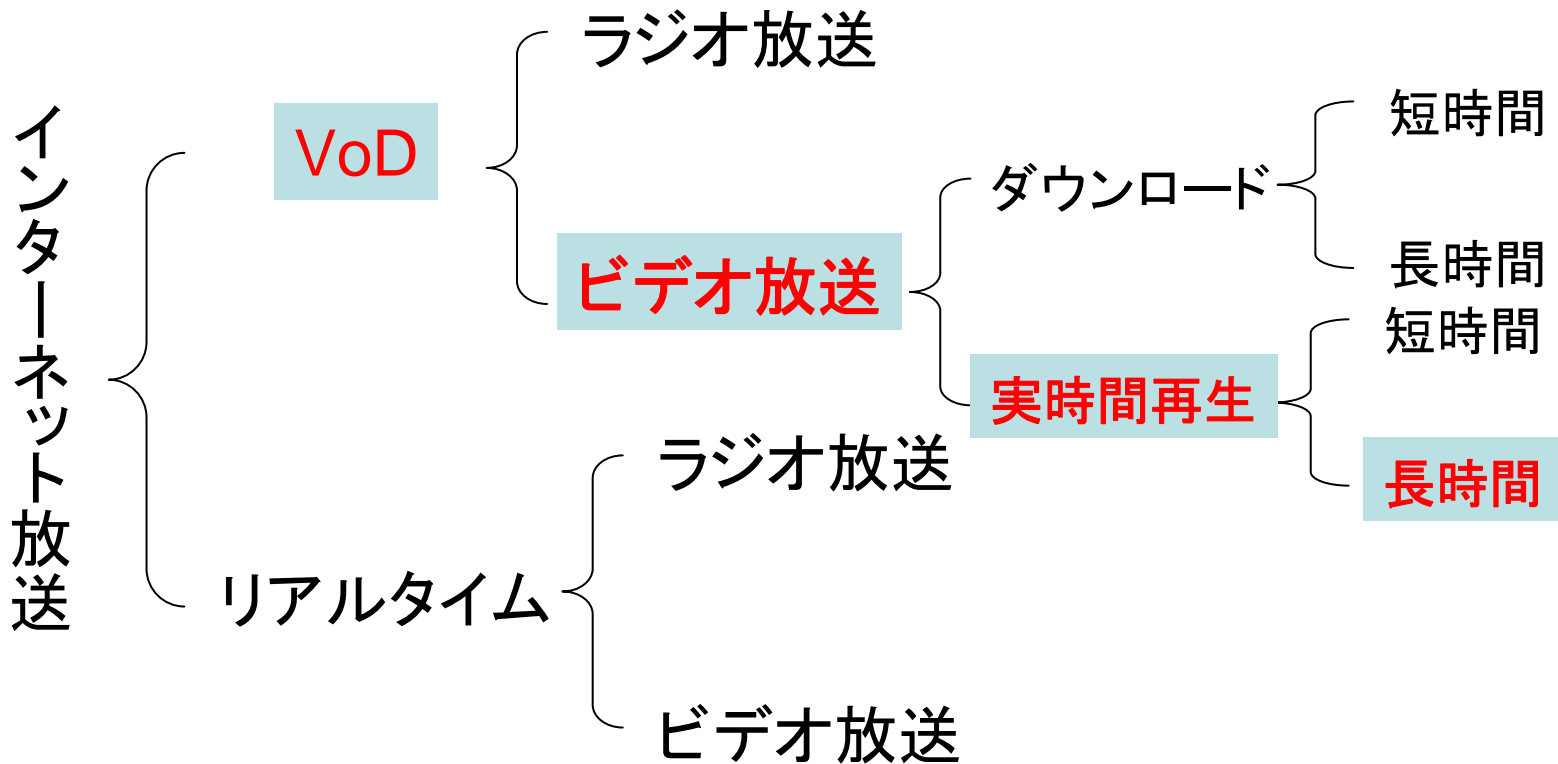 インターネット放送
VoD
ラジオ放送
ビデオ放送
ダウンロード
短時間
長時間
実時間再生
短時間
長時間
リアルタイム
ラジオ放送
ビデオ放送